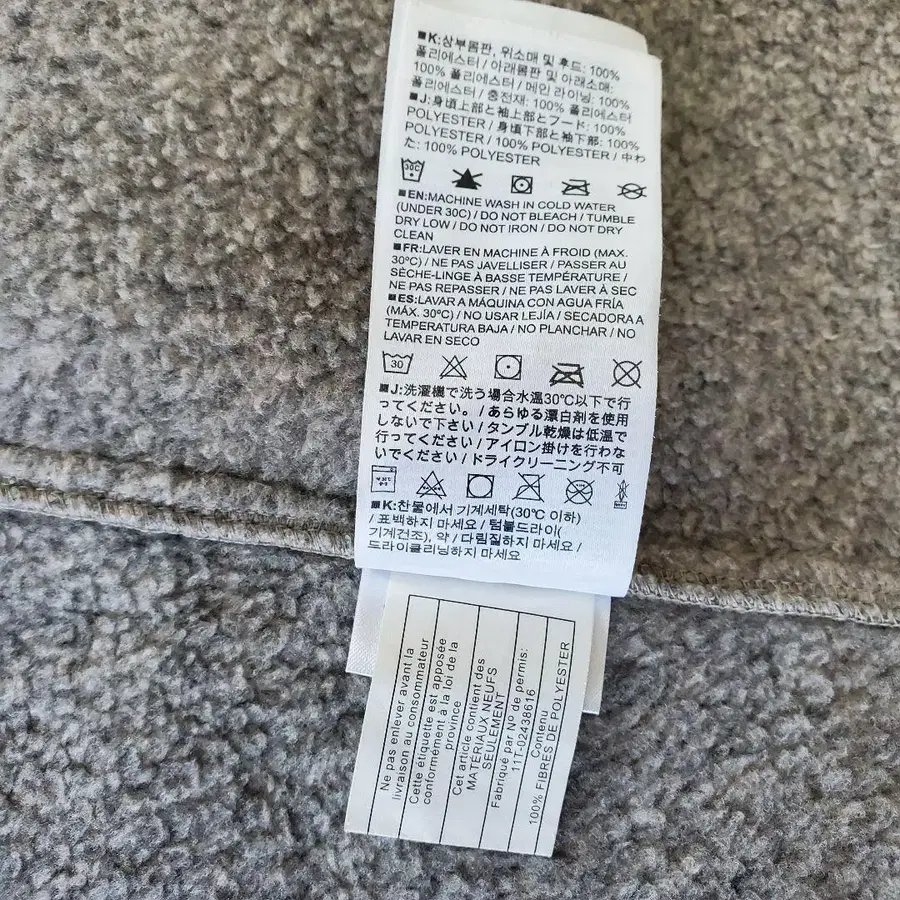 ■K:상부몸판, 위소매 및 후드: 100%
폴리에스터 / 아래몸판 및 아래소매:
100% 폴리에스터 / 메인 라이닝: 100%
폴리에스터 / 충전재: 100% 폴리에스터
■J:身頃上部と袖上部とフード: 100%
POLYESTER / 身頃下部と袖下部: 100%
POLYESTER / 100% POLYESTER / 中わ
た: 100% POLYESTER
30C
■EN:MACHINE WASH IN COLD WATER
(UNDER 30C) / DO NOT BLEACH / TUMBLE
DRY LOW / DO NOT IRON / DO NOT DRY
CLEAN
■FR:LAVER EN MACHINE À FROID (MAX.
30ºC) / NE PAS JAVELLISER / PASSER AU
SÈCHE-LINGE À BASSE TEMPÉRATURE /
NE PAS REPASSER / NE PAS LAVER À SEC
■ES:LAVAR A MÁQUINA CON AGUA FRÍA
(MÁX. 30ºC) / NO USAR LEJÍA / SECADORA A
TEMPERATURA BAJA / NO PLANCHAR / NO
LAVAR EN SECO
30
■J:洗濯機で洗う場合水温30℃以下で行
ってください。 / あらゆる漂白剤を使用
しないで下さい / タンブル乾燥は低温で
行ってください / アイロン掛けを行わな
いでください / ドライクリーニング不可
■K:찬물에서 기계세탁(30℃ 이하)
/ 표백하지 마세요 / 텀블드라이(
기계건조), 약 / 다림질하지 마세요 /
드라이클리닝하지 마세요
Ne pas enlever avant la
livraison au consommateur
Cette étiquette est apposée
conformément à la loi de la
province
Cet article contient des
MATÉRIAUX NEUFS
SEULEMENT
Fabriqué par Nº de permis:
11T-02438616
Contenu
100% FIBRES DE POLYESTER